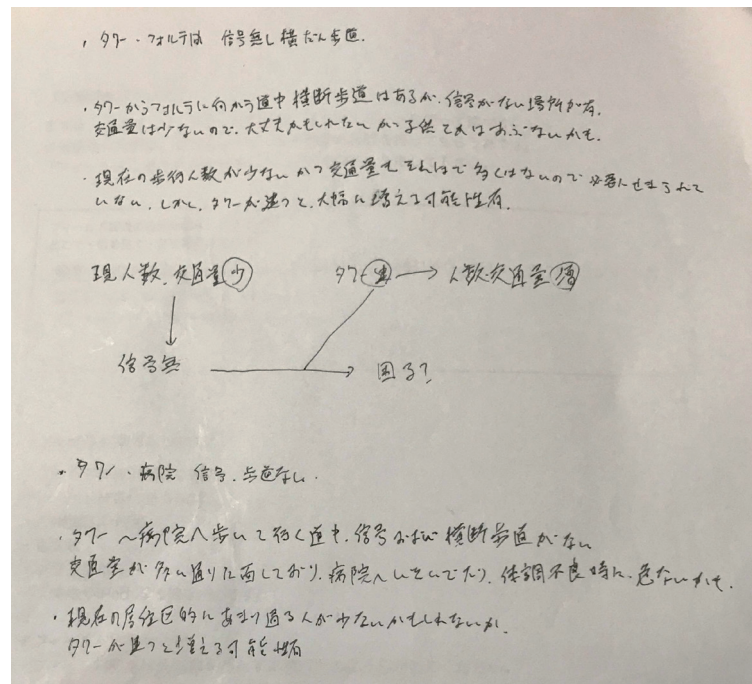 ・タワー・フォルテは 信号無し横だん歩道.
・タワーからフォルテに向かう道中 横断歩道はあるが、信号がない場所が有.
交通量は少ないので、大丈夫かもしれない かつ子供てかはあぶないかも.
・現在の歩行人数が少ない かつ交通量も それほで多くはないので 必要にせまられて
いない. しかし、タワーが建つと、大幅に増える可能性有.
現人数、交通量少 タワー建 → 人数交通量増
↓
信号無 → 困る?
・タワー・病院 信号、歩道なし.
・タワー〜病院へ歩いて行く道中、信号および横断歩道がない
交通量が多い通りに面しており、病院へいそいでたり、体調不良時に、危ないかも.
・現在の居住区的にあまり通る人が少ないかもしれないが、
タワーが建つと増える可能性有